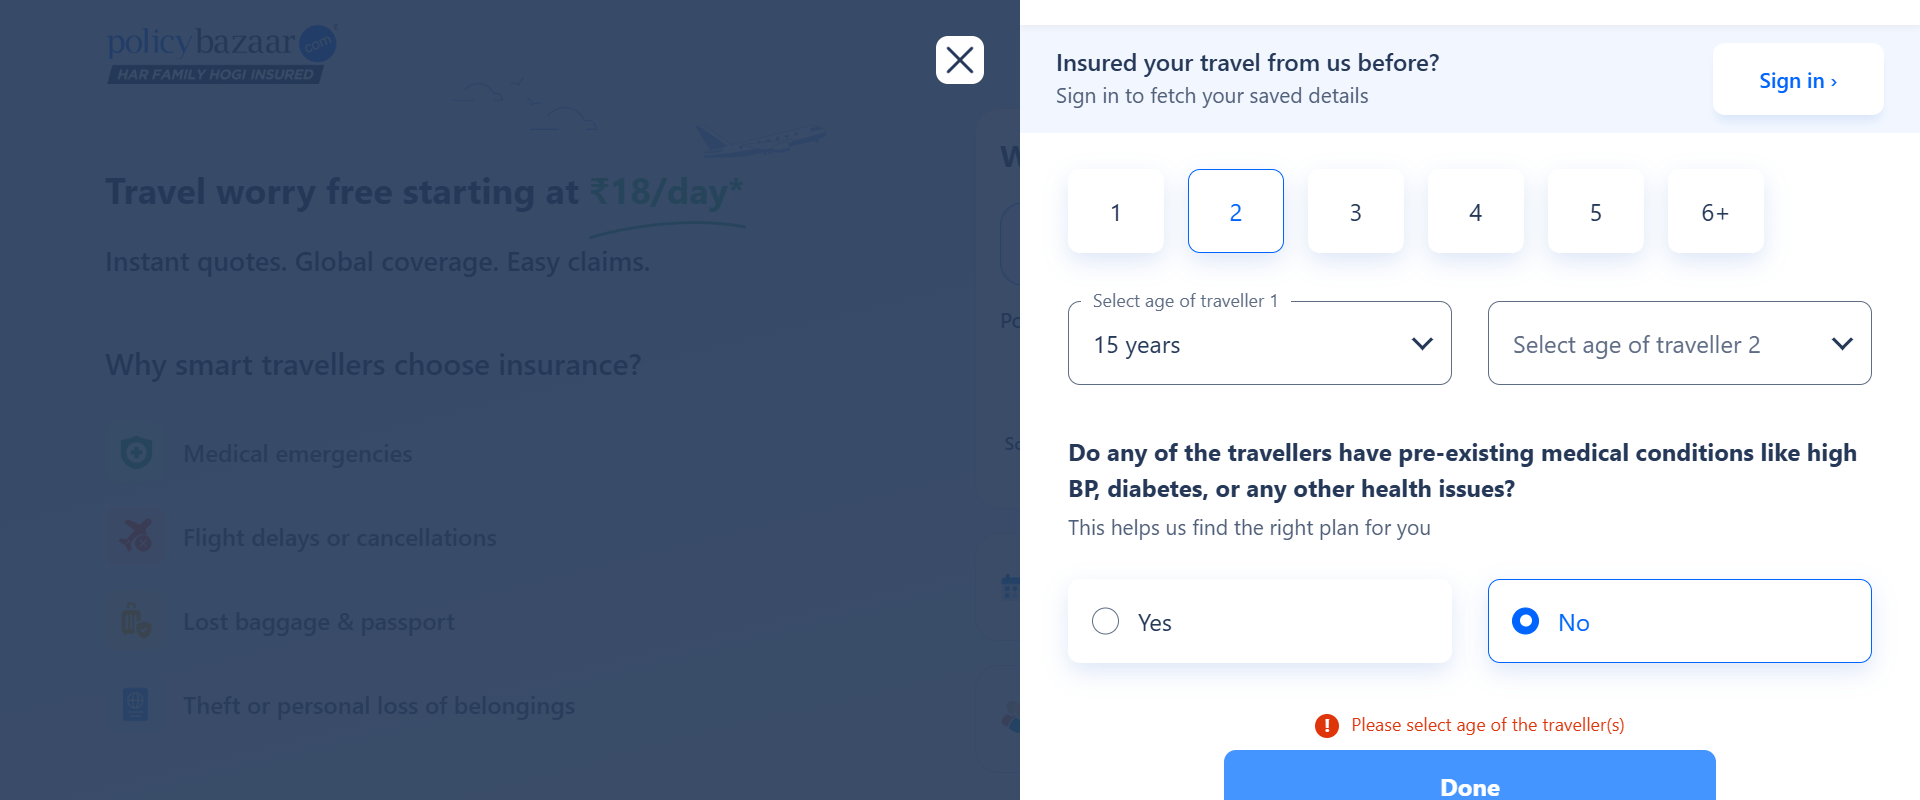 policybazaar.com
HAR FAMILY HOGI INSURED
Travel worry free starting at ₹18/day*
Instant quotes. Global coverage. Easy claims.
Why smart travellers choose insurance?
Medical emergencies
Flight delays or cancellations
Lost baggage & passport
Theft or personal loss of belongings
Insured your travel from us before?
Sign in to fetch your saved details
Sign in ›
1
2
3
4
5
6+
Select age of traveller 1
15 years
Select age of traveller 2
Do any of the travellers have pre-existing medical conditions like high
BP, diabetes, or any other health issues?
This helps us find the right plan for you
Yes
No
Please select age of the traveller(s)
Done